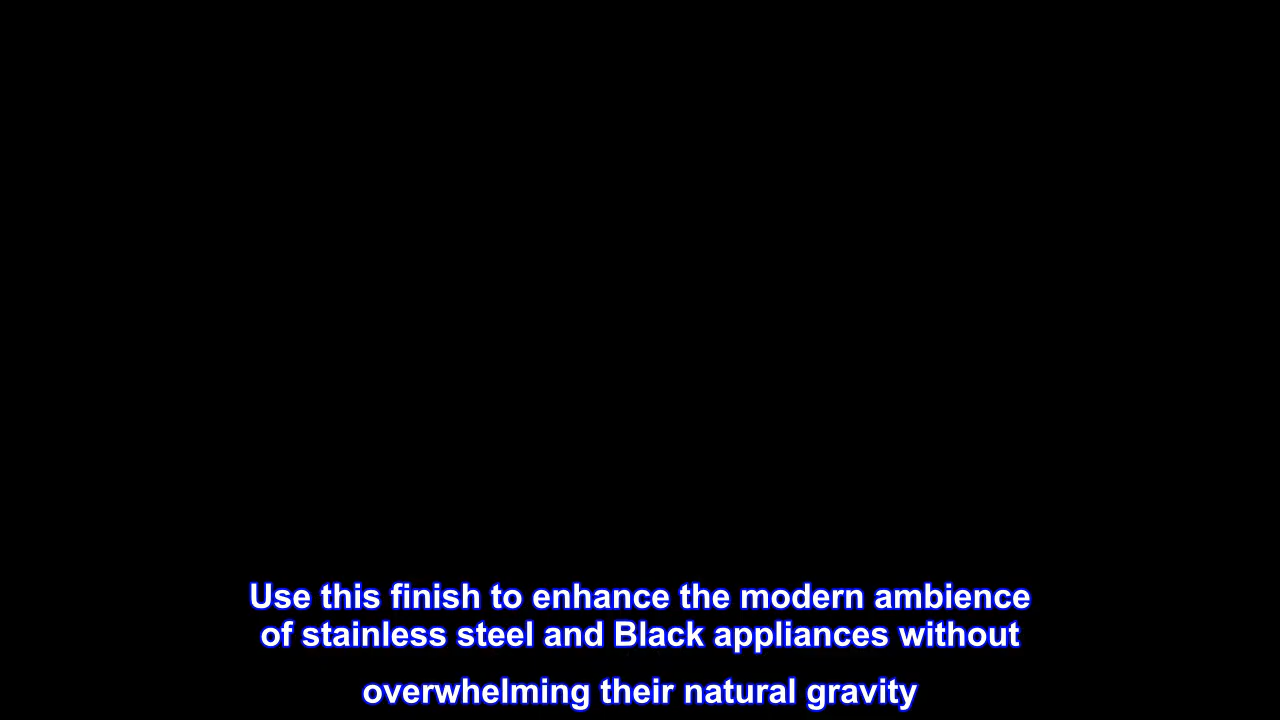 Use this finish to enhance the modern ambience
of stainless steel and Black appliances without
overwhelming their natural gravity